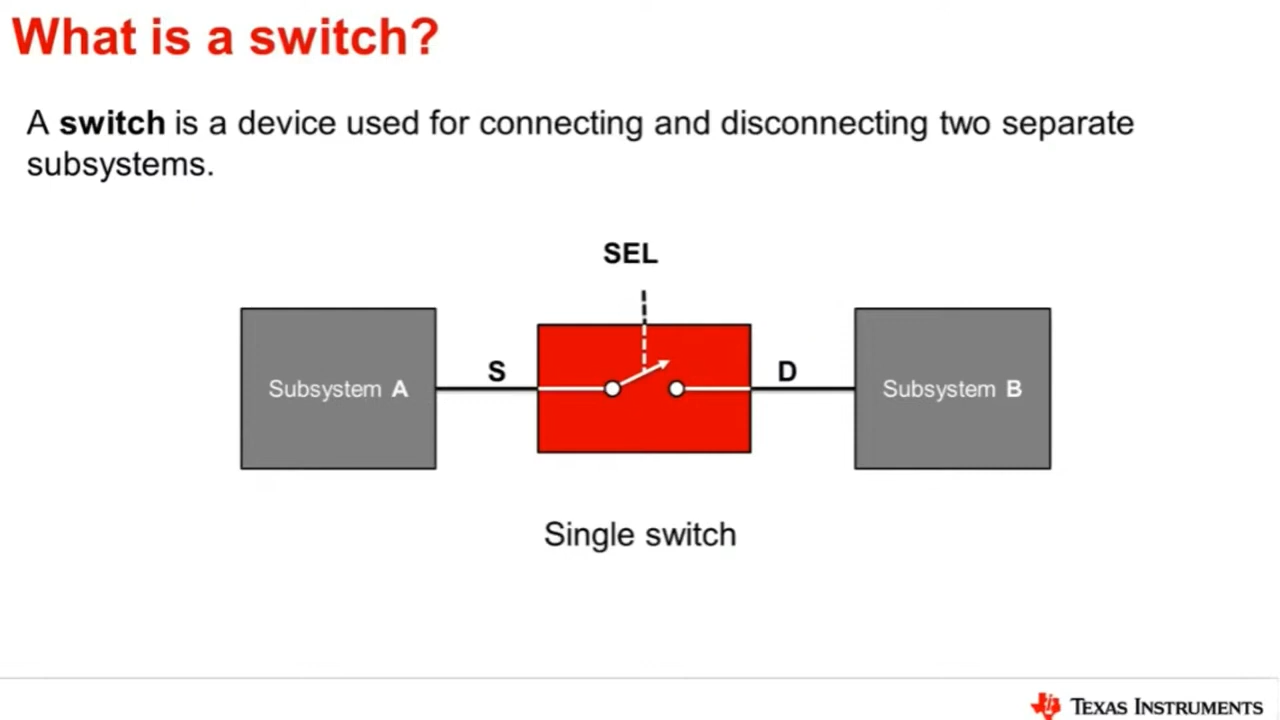 What is a switch?
A switch is a device used for connecting and disconnecting two separate
subsystems.
SEL
S
D
Subsystem A
Subsystem B
Single switch
TEXAS INSTRUMENTS